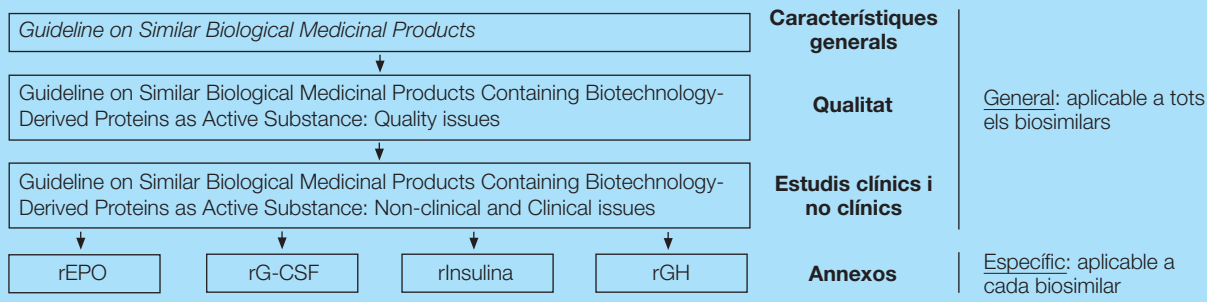 Guideline on Similar Biological Medicinal Products
Característiques
generals
Guideline on Similar Biological Medicinal Products Containing Biotechnology-
Derived Proteins as Active Substance: Quality issues
Qualitat
General: aplicable a tots
els biosimilars
Guideline on Similar Biological Medicinal Products Containing Biotechnology-
Derived Proteins as Active Substance: Non-clinical and Clinical issues
Estudis clínics i
no clínics
rEPO
rG-CSF
rInsulina
rGH
Annexos
Específic: aplicable a
cada biosimilar